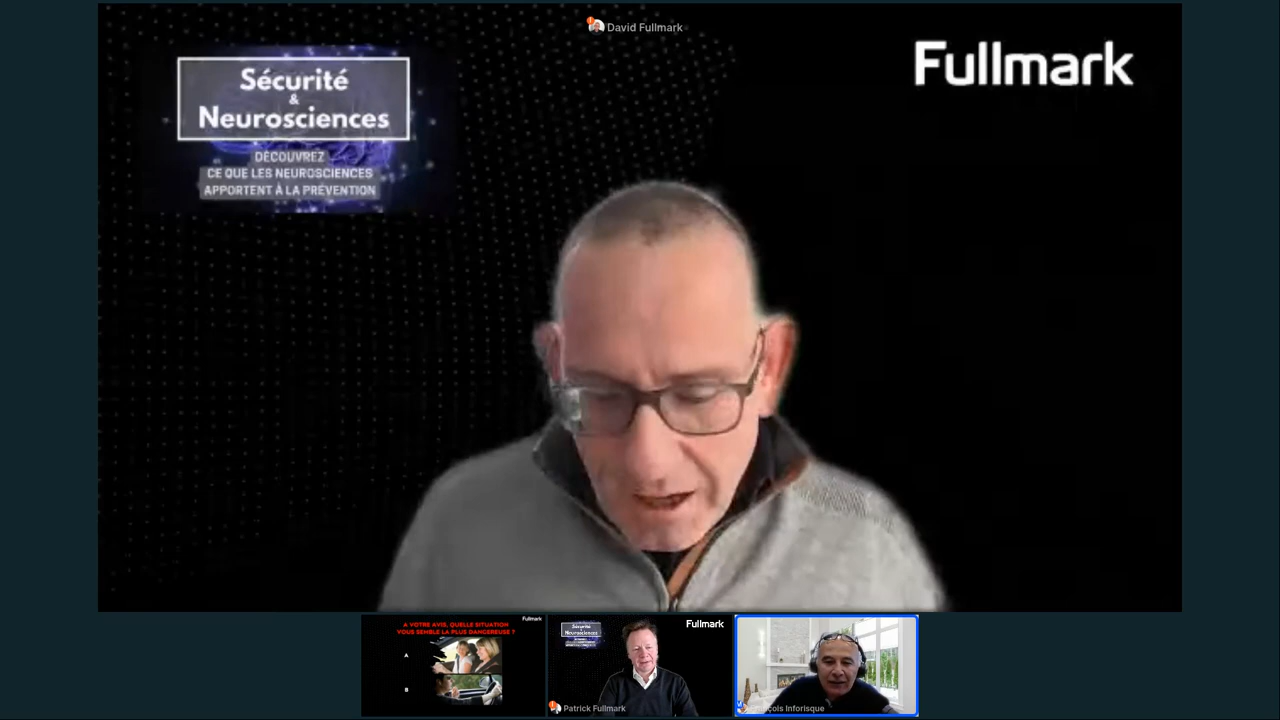 David Fullmark
Sécurité
&
Neurosciences
DÉCOUVREZ
CE QUE LES NEUROSCIENCES
APPORTENT À LA PRÉVENTION
Fullmark
Fullmark
A VOTRE AVIS, QUELLE SITUATION
VOUS SEMBLE LA PLUS DANGEREUSE ?
A
B
Sécurité
Neurosciences
Fullmark
Patrick Fullmark
François Inforisque